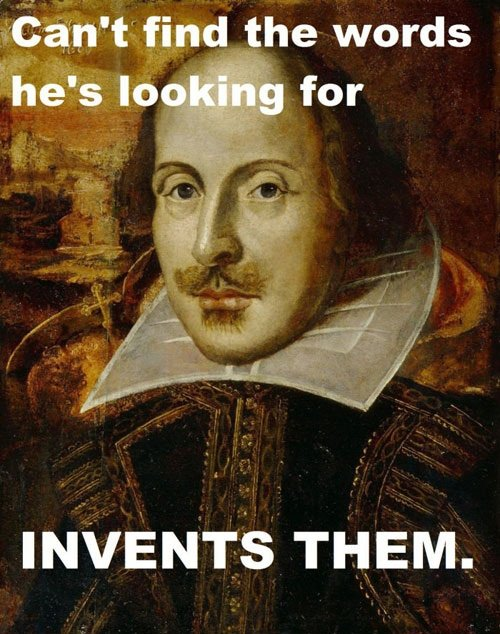 Can't find the words
he's looking for
INVENTS THEM.